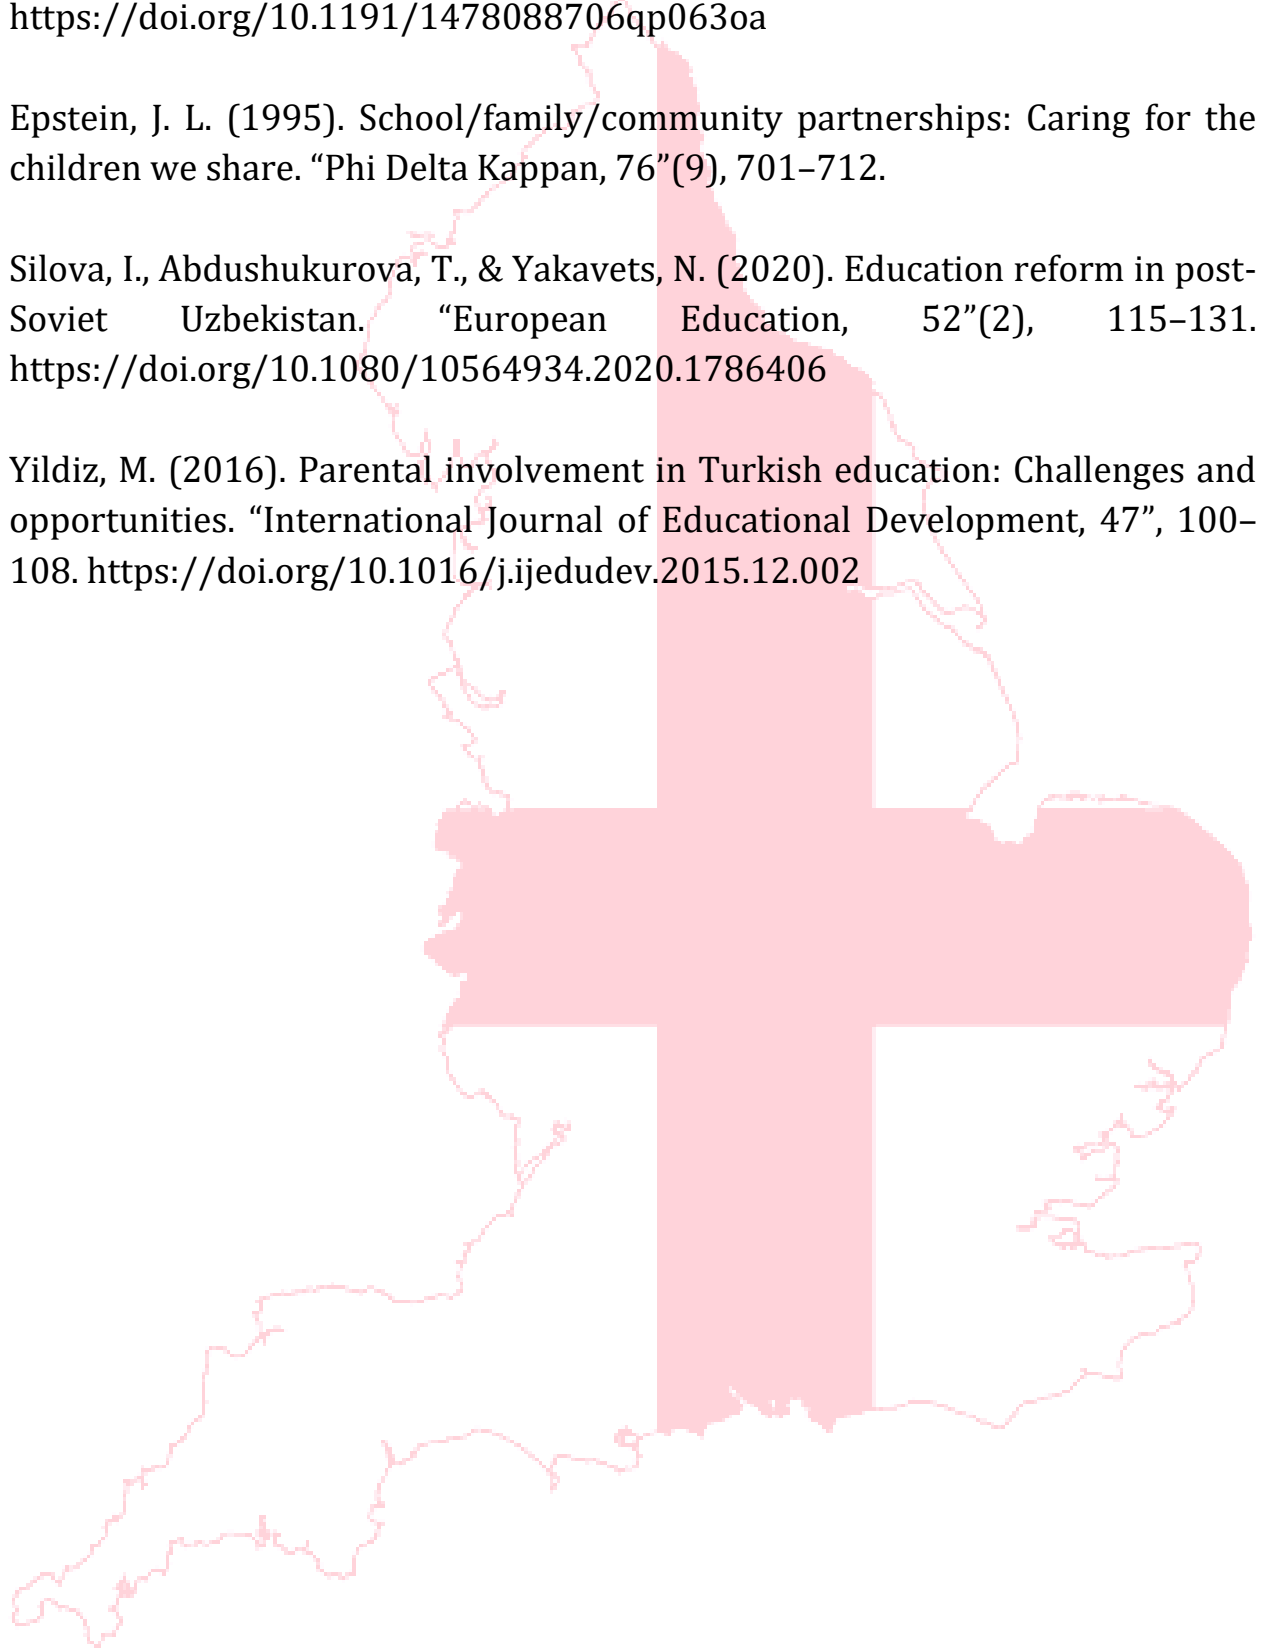 https://doi.org/10.1191/1478088706qp063oa
Epstein, J. L. (1995). School/family/community partnerships: Caring for the
children we share. “Phi Delta Kappan, 76”(9), 701–712.
Silova, I., Abdushukurova, T., & Yakavets, N. (2020). Education reform in post-
Soviet Uzbekistan. “European Education, 52”(2), 115–131.
https://doi.org/10.1080/10564934.2020.1786406
Yildiz, M. (2016). Parental involvement in Turkish education: Challenges and
opportunities. “International Journal of Educational Development, 47”, 100–
108. https://doi.org/10.1016/j.ijedudev.2015.12.002